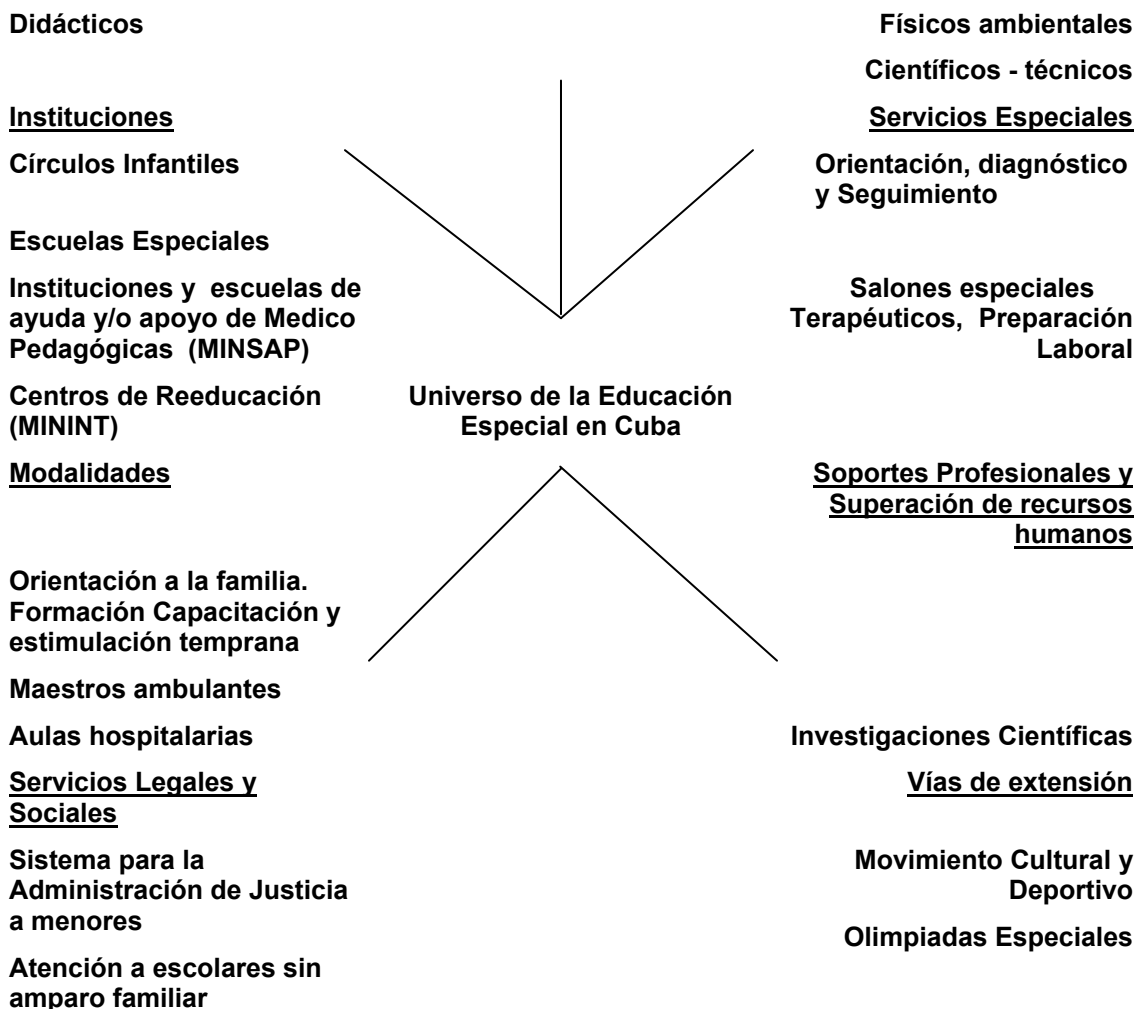 Didácticos
Físicos ambientales
Científicos - técnicos
Instituciones
Servicios Especiales
Círculos Infantiles
Orientación, diagnóstico
y Seguimiento
Escuelas Especiales
Instituciones y escuelas de
ayuda y/o apoyo de Medico
Pedagógicas (MINSAP)
Salones especiales
Terapéuticos, Preparación
Laboral
Centros de Reeducación
(MININT)
Universo de la Educación
Especial en Cuba
Modalidades
Soportes Profesionales y
Superación de recursos
humanos
Orientación a la familia.
Formación Capacitación y
estimulación temprana
Maestros ambulantes
Aulas hospitalarias
Investigaciones Científicas
Servicios Legales y
Sociales
Vías de extensión
Sistema para la
Administración de Justicia
a menores
Movimiento Cultural y
Deportivo
Olimpiadas Especiales
Atención a escolares sin
amparo familiar